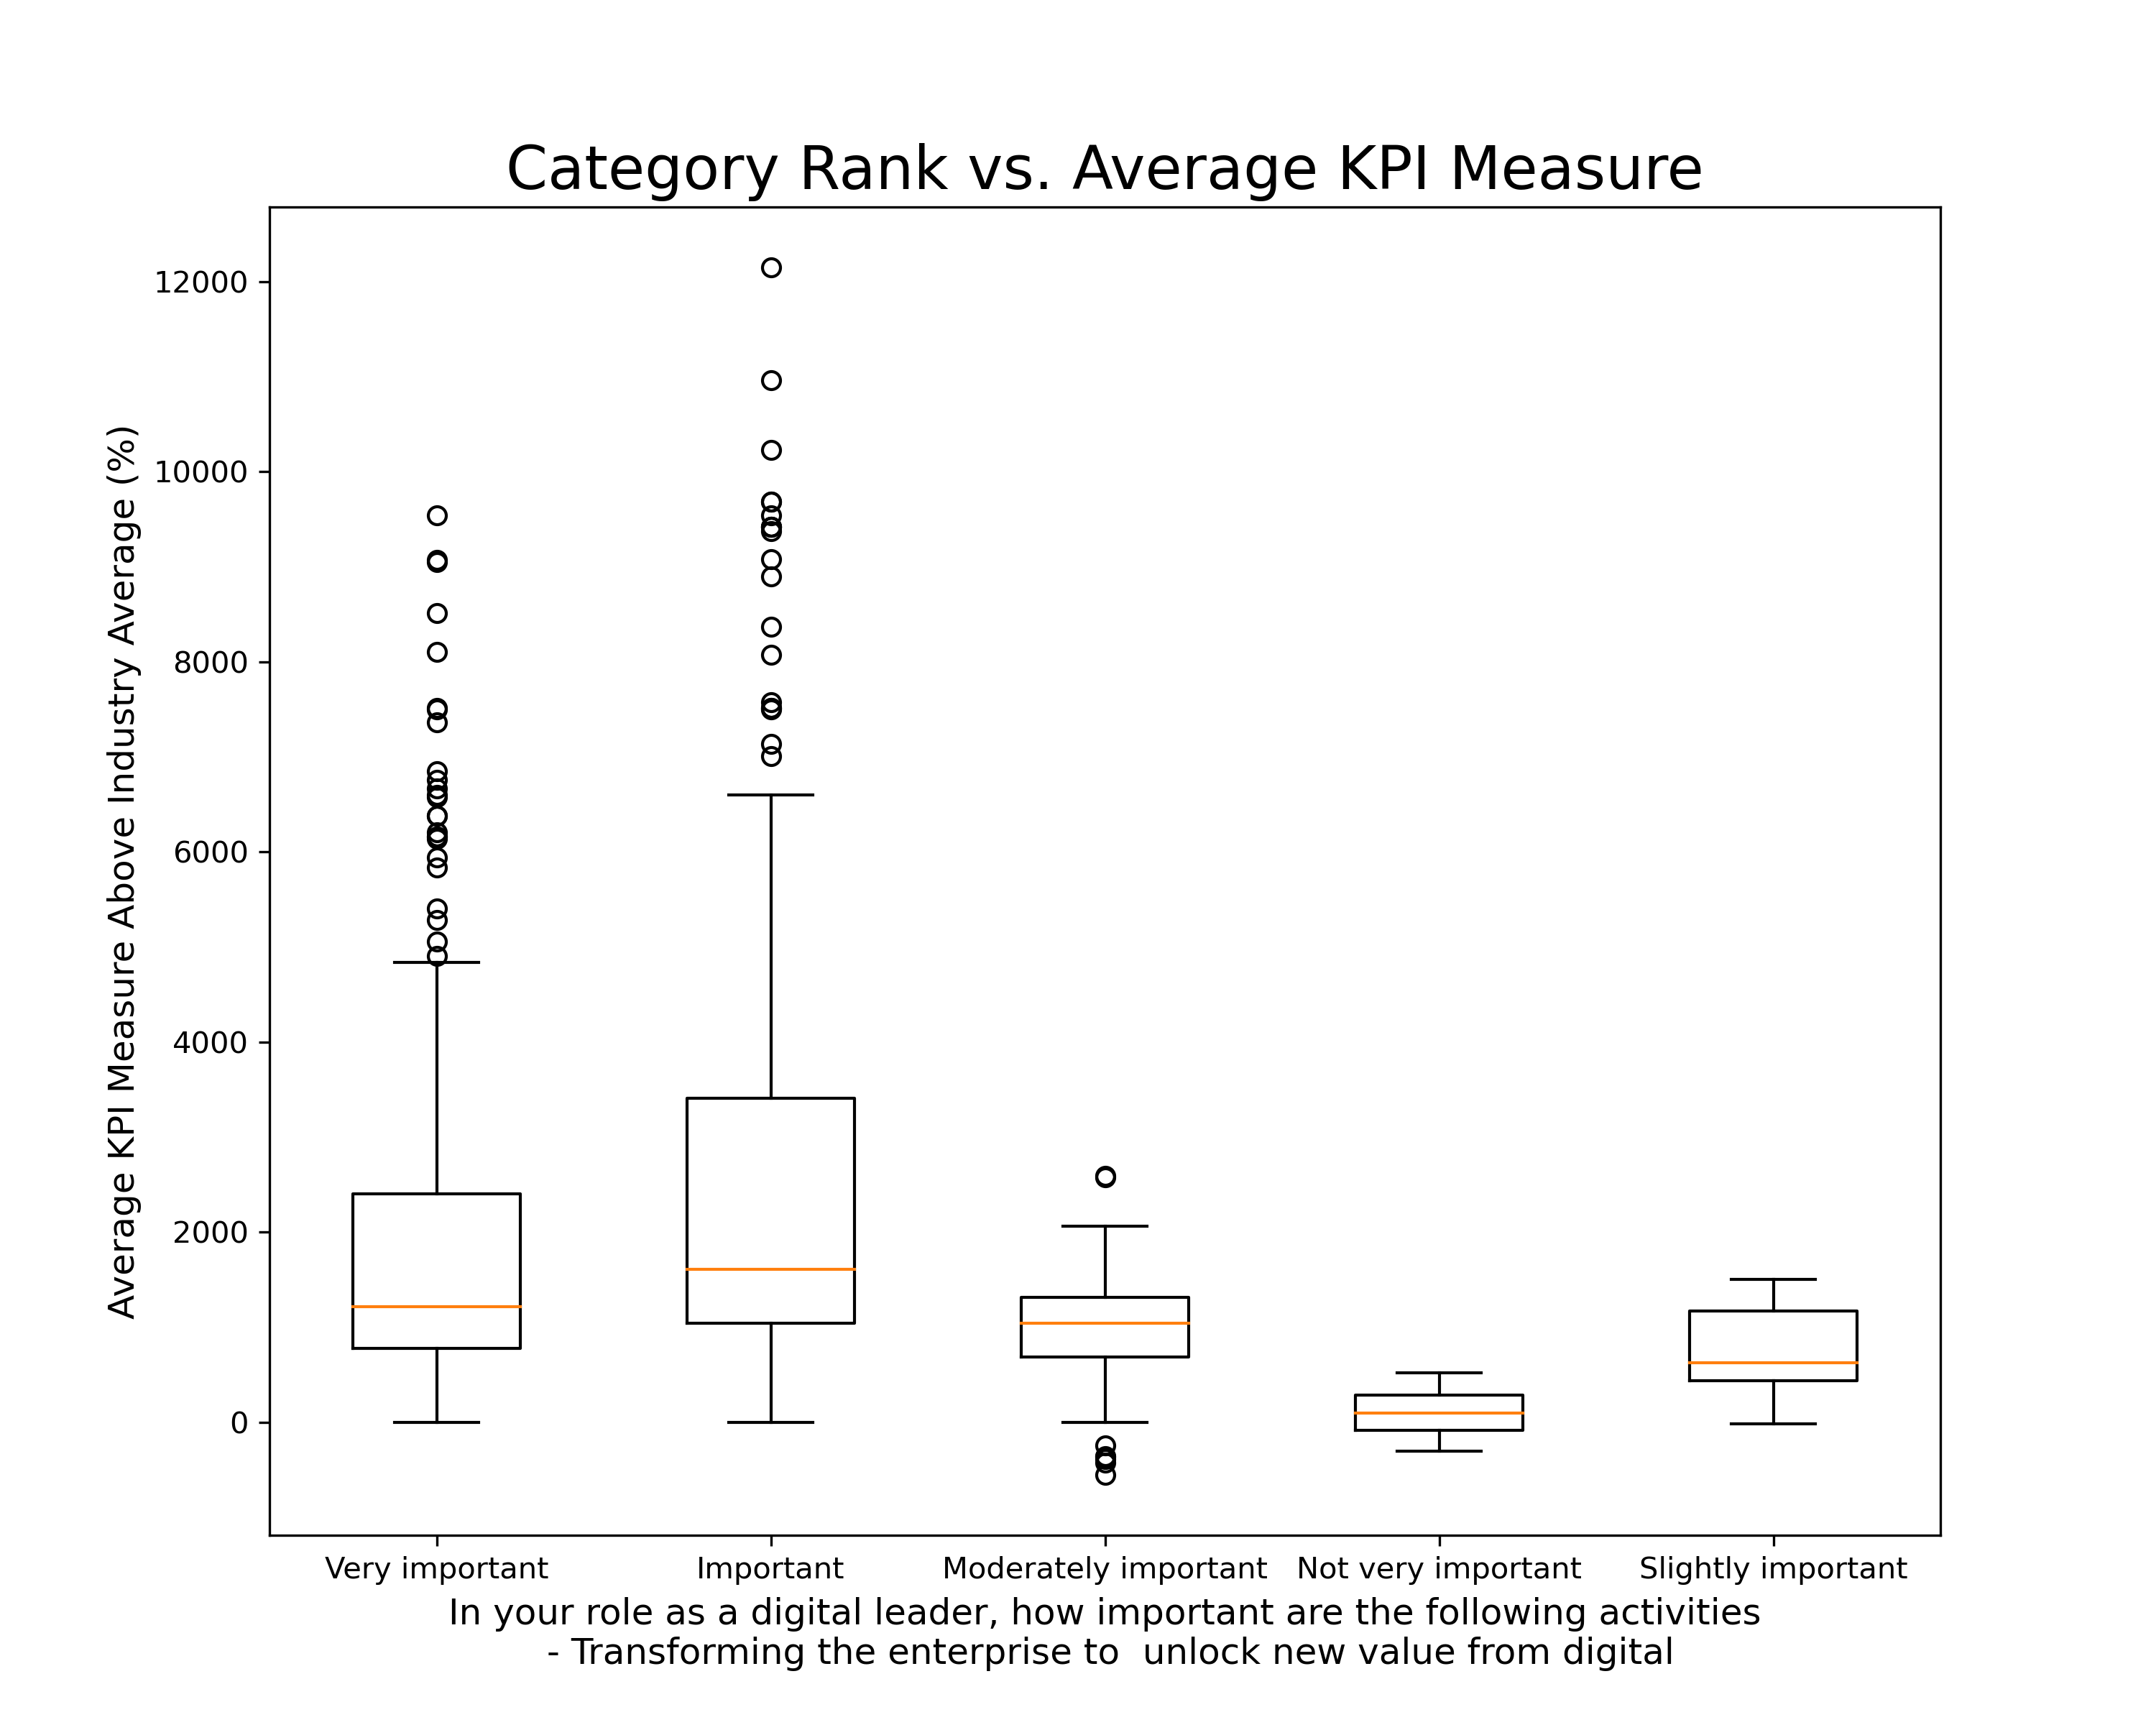 Category Rank vs. Average KPI Measure
Average KPI Measure Above Industry Average (%)
12000
10000
8000
6000
4000
2000
0
Very important Important Moderately important Not very important Slightly important
In your role as a digital leader, how important are the following activities
- Transforming the enterprise to  unlock new value from digital